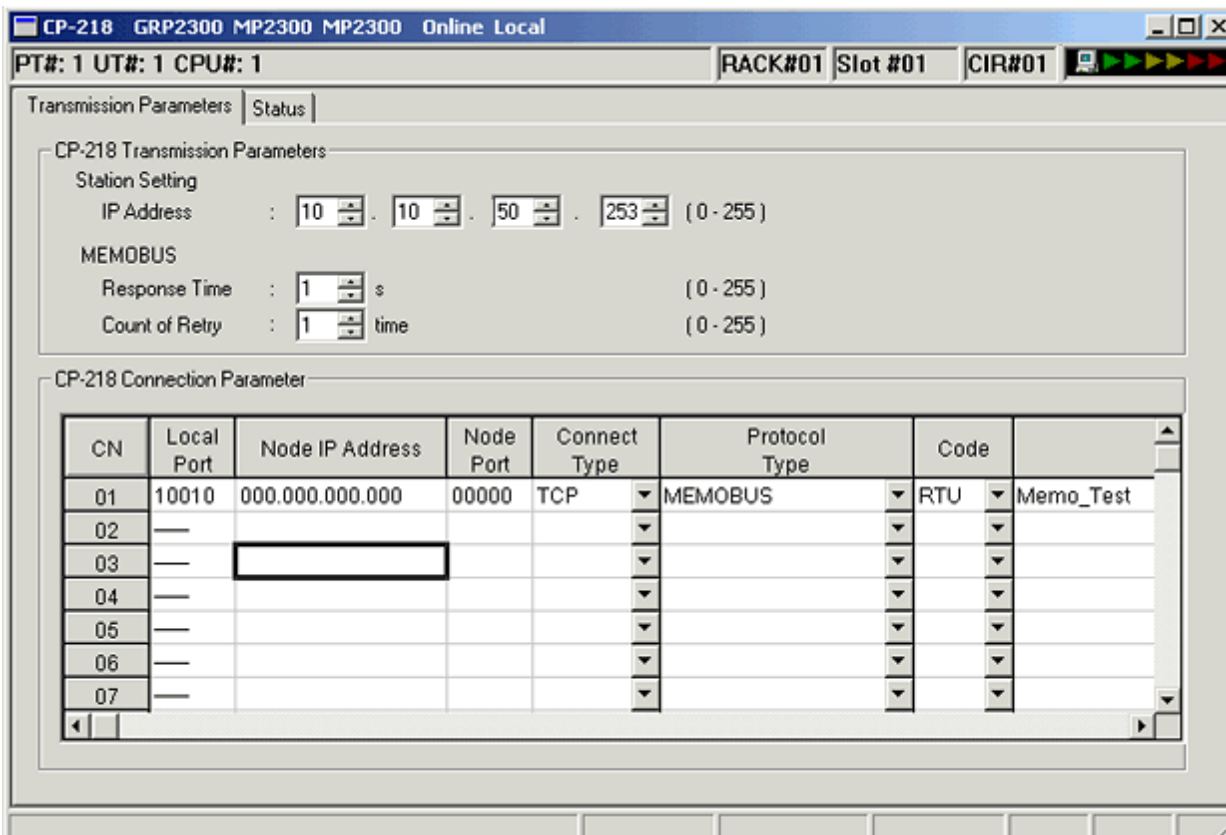 CP-218 GRP2300 MP2300 MP2300 Online Local
PT#: 1 UT#: 1 CPU#: 1 RACK#01 Slot #01 CIR#01
Transmission Parameters Status
CP-218 Transmission Parameters
Station Setting
IP Address : 10 . 10 . 50 . 253 ( 0 - 255 )
MEMOBUS
Response Time : 1 s ( 0 - 255 )
Count of Retry : 1 time ( 0 - 255 )
CP-218 Connection Parameter
CN Local Port Node IP Address Node Port Connect Type Protocol Type Code
01 10010 000.000.000.000 00000 TCP MEMOBUS RTU Memo_Test
02 ––
03 ––
04 ––
05 ––
06 ––
07 ––